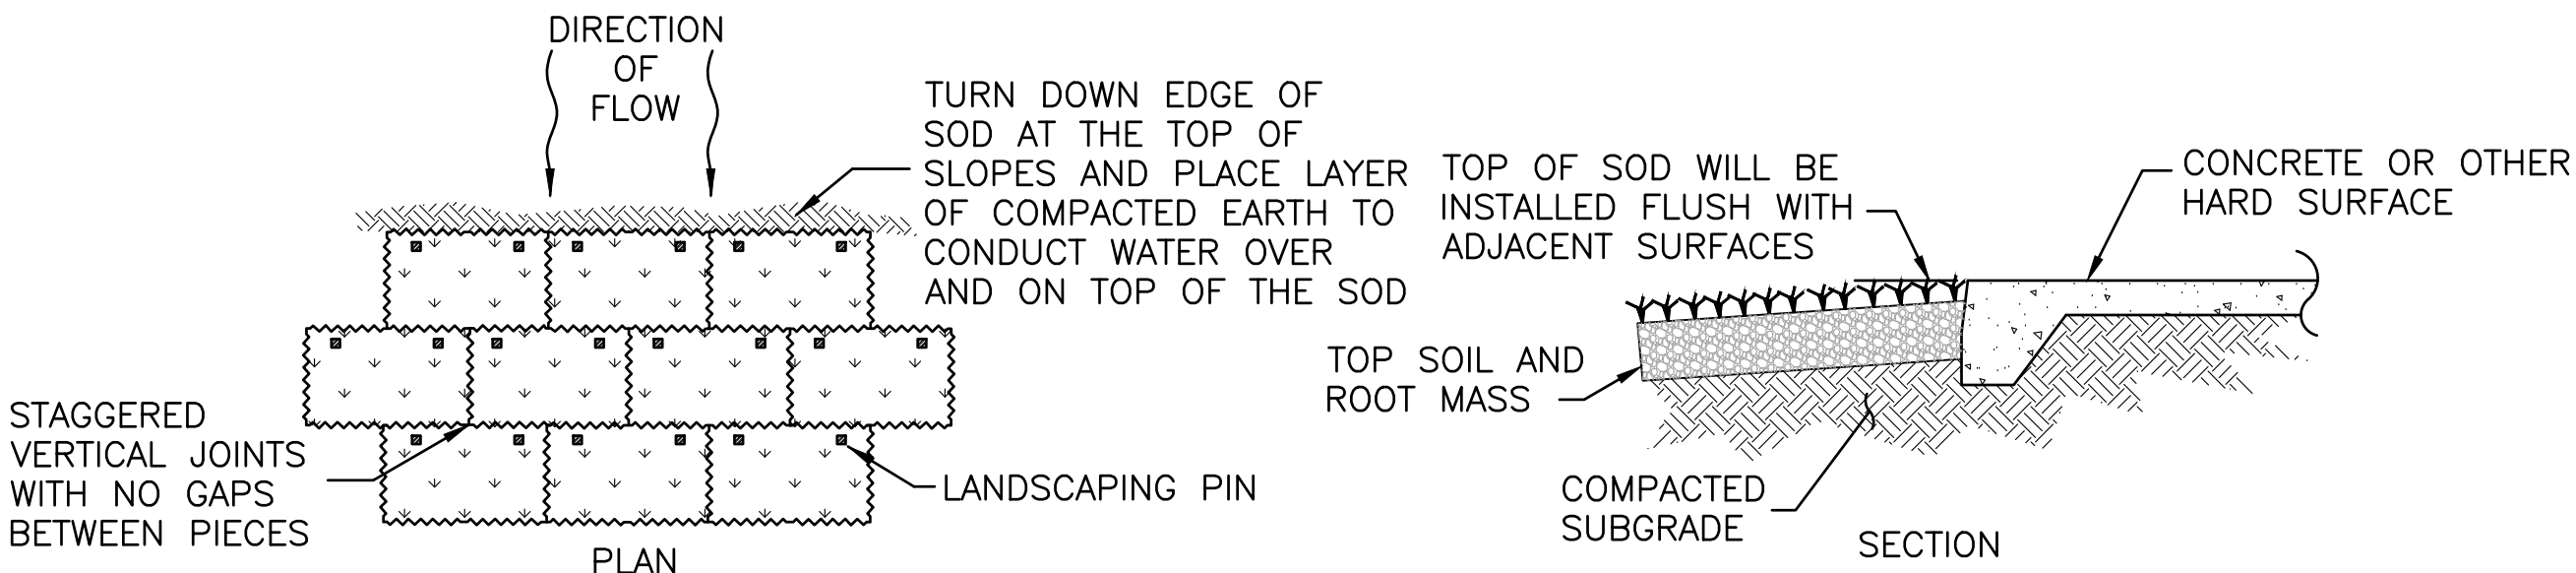 DIRECTION
OF
FLOW
TURN DOWN EDGE OF
SOD AT THE TOP OF
SLOPES AND PLACE LAYER
OF COMPACTED EARTH TO
CONDUCT WATER OVER
AND ON TOP OF THE SOD
STAGGERED
VERTICAL JOINTS
WITH NO GAPS
BETWEEN PIECES
LANDSCAPING PIN
PLAN
TOP OF SOD WILL BE
INSTALLED FLUSH WITH
ADJACENT SURFACES
CONCRETE OR OTHER
HARD SURFACE
TOP SOIL AND
ROOT MASS
COMPACTED
SUBGRADE
SECTION